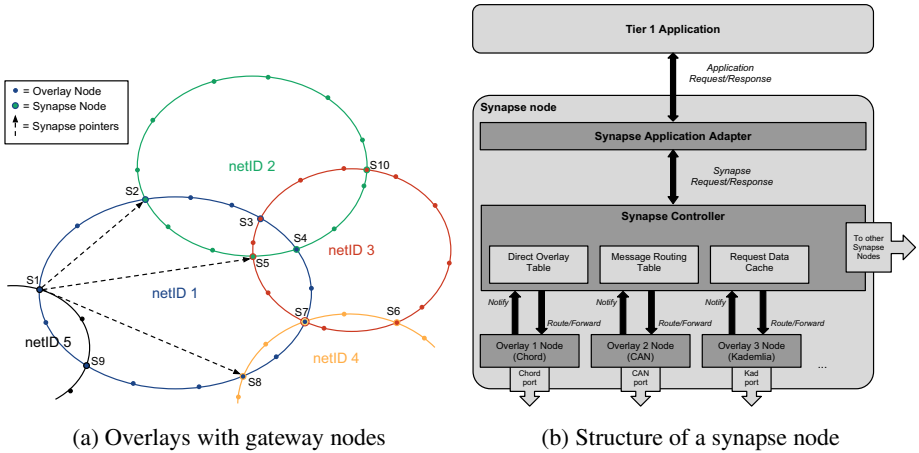 = Overlay Node
= Synapse Node
= Synapse pointers
netID 2
S10
S2
S3
S4
netID 3
S5
S1
netID 1
S7
S6
netID 5
netID 4
S9
S8
(a) Overlays with gateway nodes
Tier 1 Application
Application
Request/Response
Synapse node
Synapse Application Adapter
Synapse
Request/Response
Synapse Controller
Direct Overlay
Table
Message Routing
Table
Request Data
Cache
To other
Synapse
Nodes
Notify
Route/Forward
Notify
Route/Forward
Notify
Route/Forward
Overlay 1 Node
(Chord)
Overlay 2 Node
(CAN)
Overlay 3 Node
(Kademlia)
...
Chord
port
CAN
port
Kad
port
(b) Structure of a synapse node